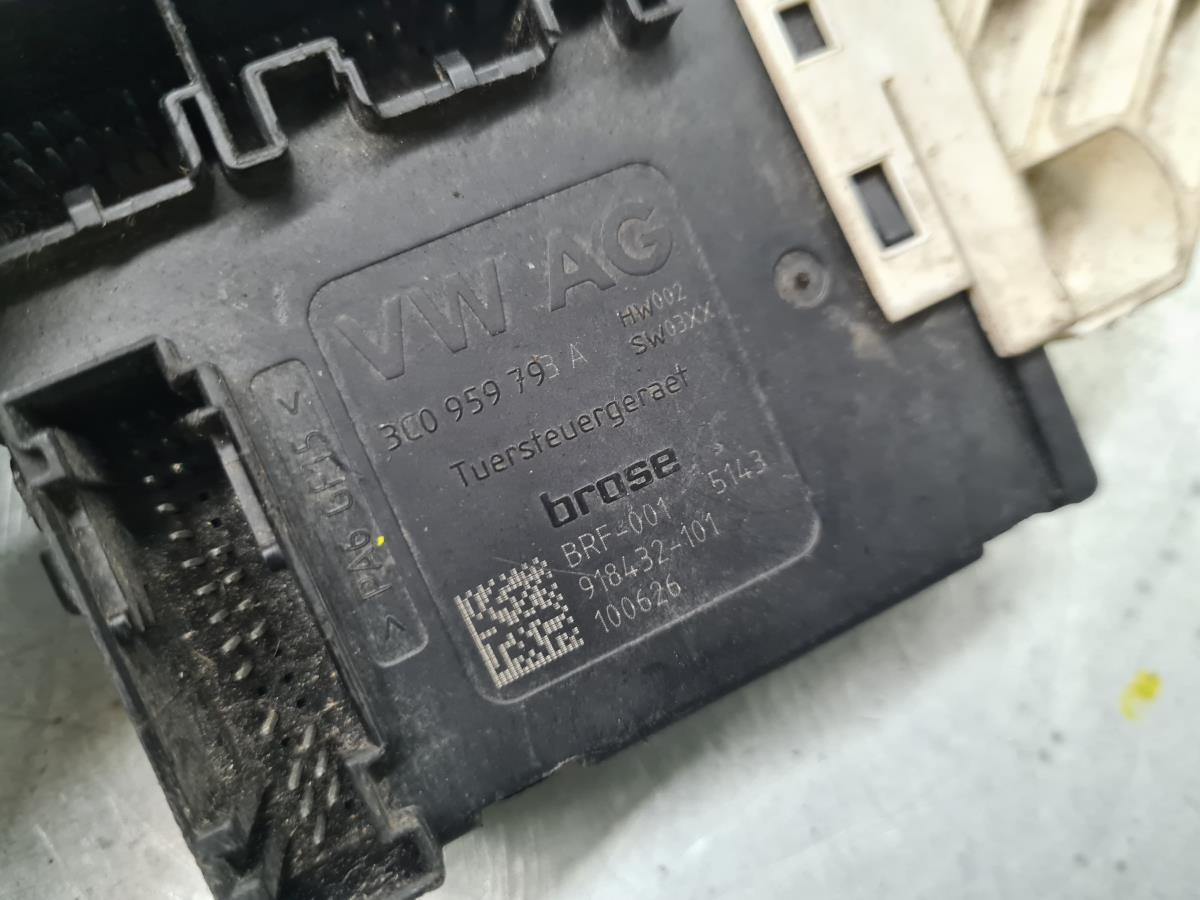 VW AG
HW002
SW03XX
3C0 959 793 A
Tuersteuergeraet
brose
BRF-001 5143
918432-101
100626
> PA6 GF15 <